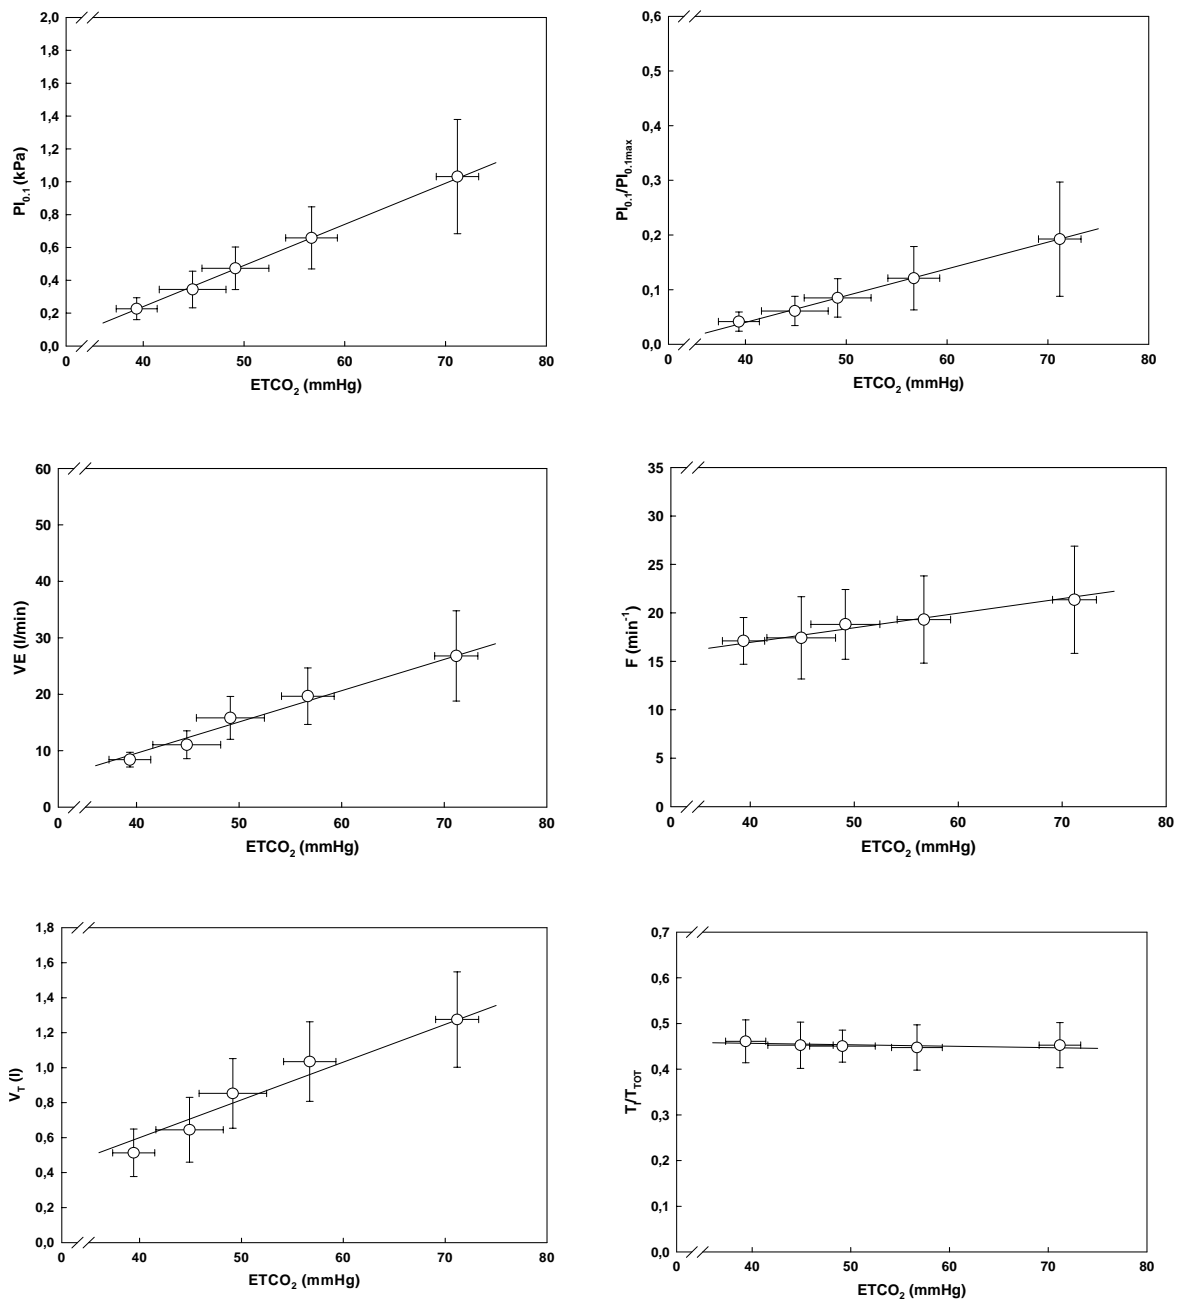 2,0
1,8
1,6
1,4
1,2
1,0
0,8
0,6
0,4
0,2
0,0
PI0.1 (kPa)
0 40 50 60 70 80
ETCO2 (mmHg)
0,6
0,5
0,4
0,3
0,2
0,1
0,0
PI0.1/PI0.1max
0 40 50 60 70 80
ETCO2 (mmHg)
60
50
40
30
20
10
0
VE (l/min)
0 40 50 60 70 80
ETCO2 (mmHg)
35
30
25
20
15
10
5
0
F (min-1)
0 40 50 60 70 80
ETCO2 (mmHg)
1,8
1,6
1,4
1,2
1,0
0,8
0,6
0,4
0,2
0,0
VT (l)
0 40 50 60 70 80
ETCO2 (mmHg)
0,7
0,6
0,5
0,4
0,3
0,2
0,1
0,0
TI/TTOT
0 40 50 60 70 80
ETCO2 (mmHg)